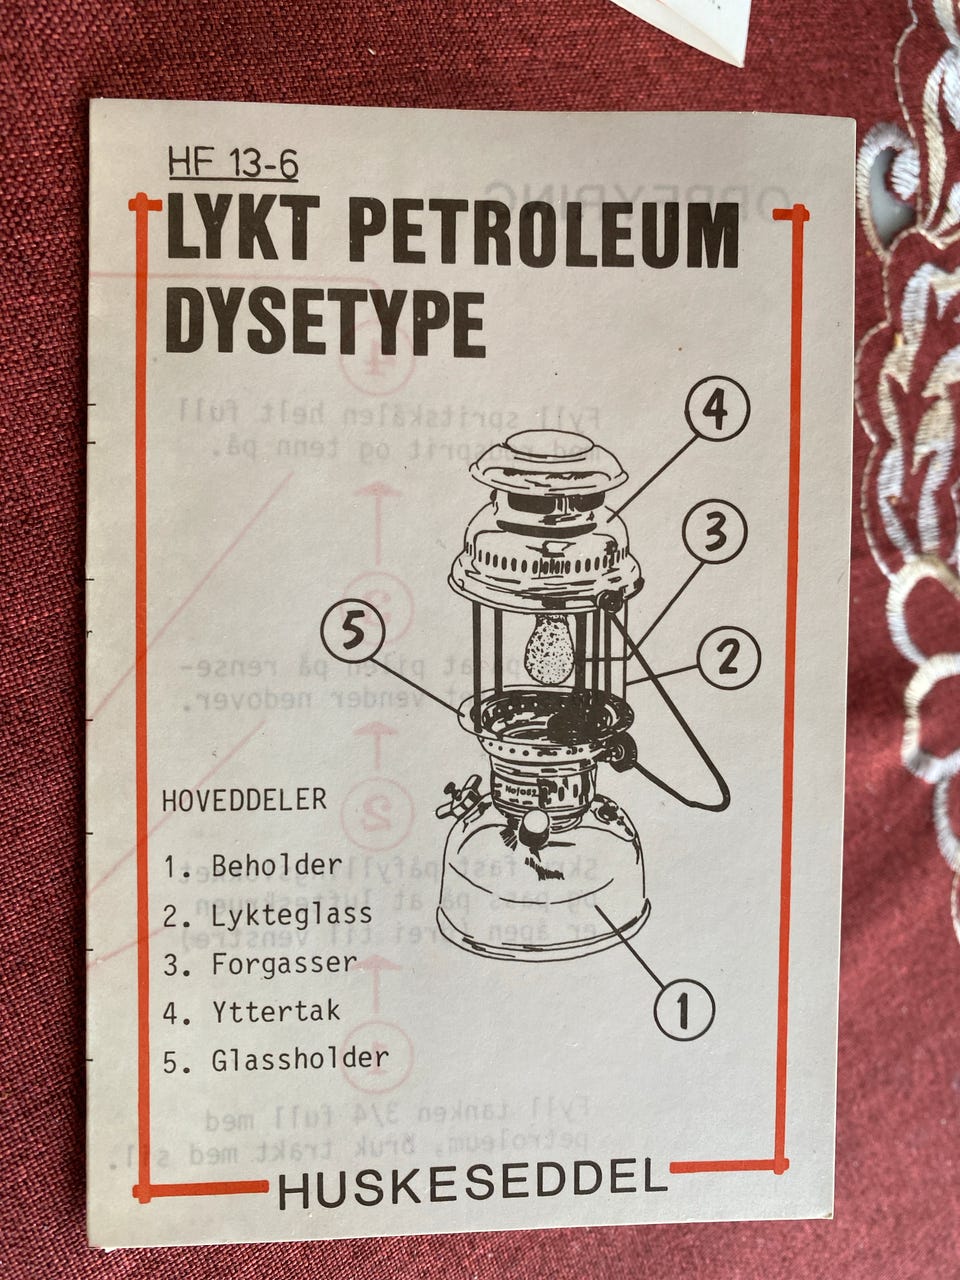 HF 13-6
LYKT PETROLEUM
DYSETYPE
4
3
5
2
HOVEDDELER
1. Beholder
2. Lykteglass
3. Forgasser
4. Yttertak
5. Glassholder
1
HUSKESEDDEL